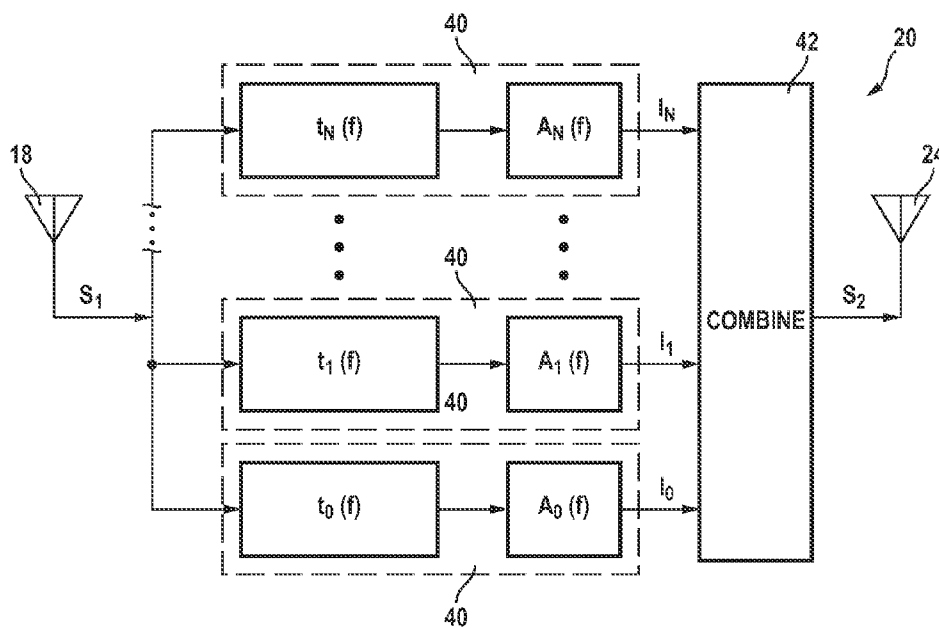 40
42
20
t_N (f)
A_N (f)
I_N
18
24
S_1
40
COMBINE
S_2
t_1 (f)
A_1 (f)
I_1
40
t_0 (f)
A_0 (f)
I_0
40